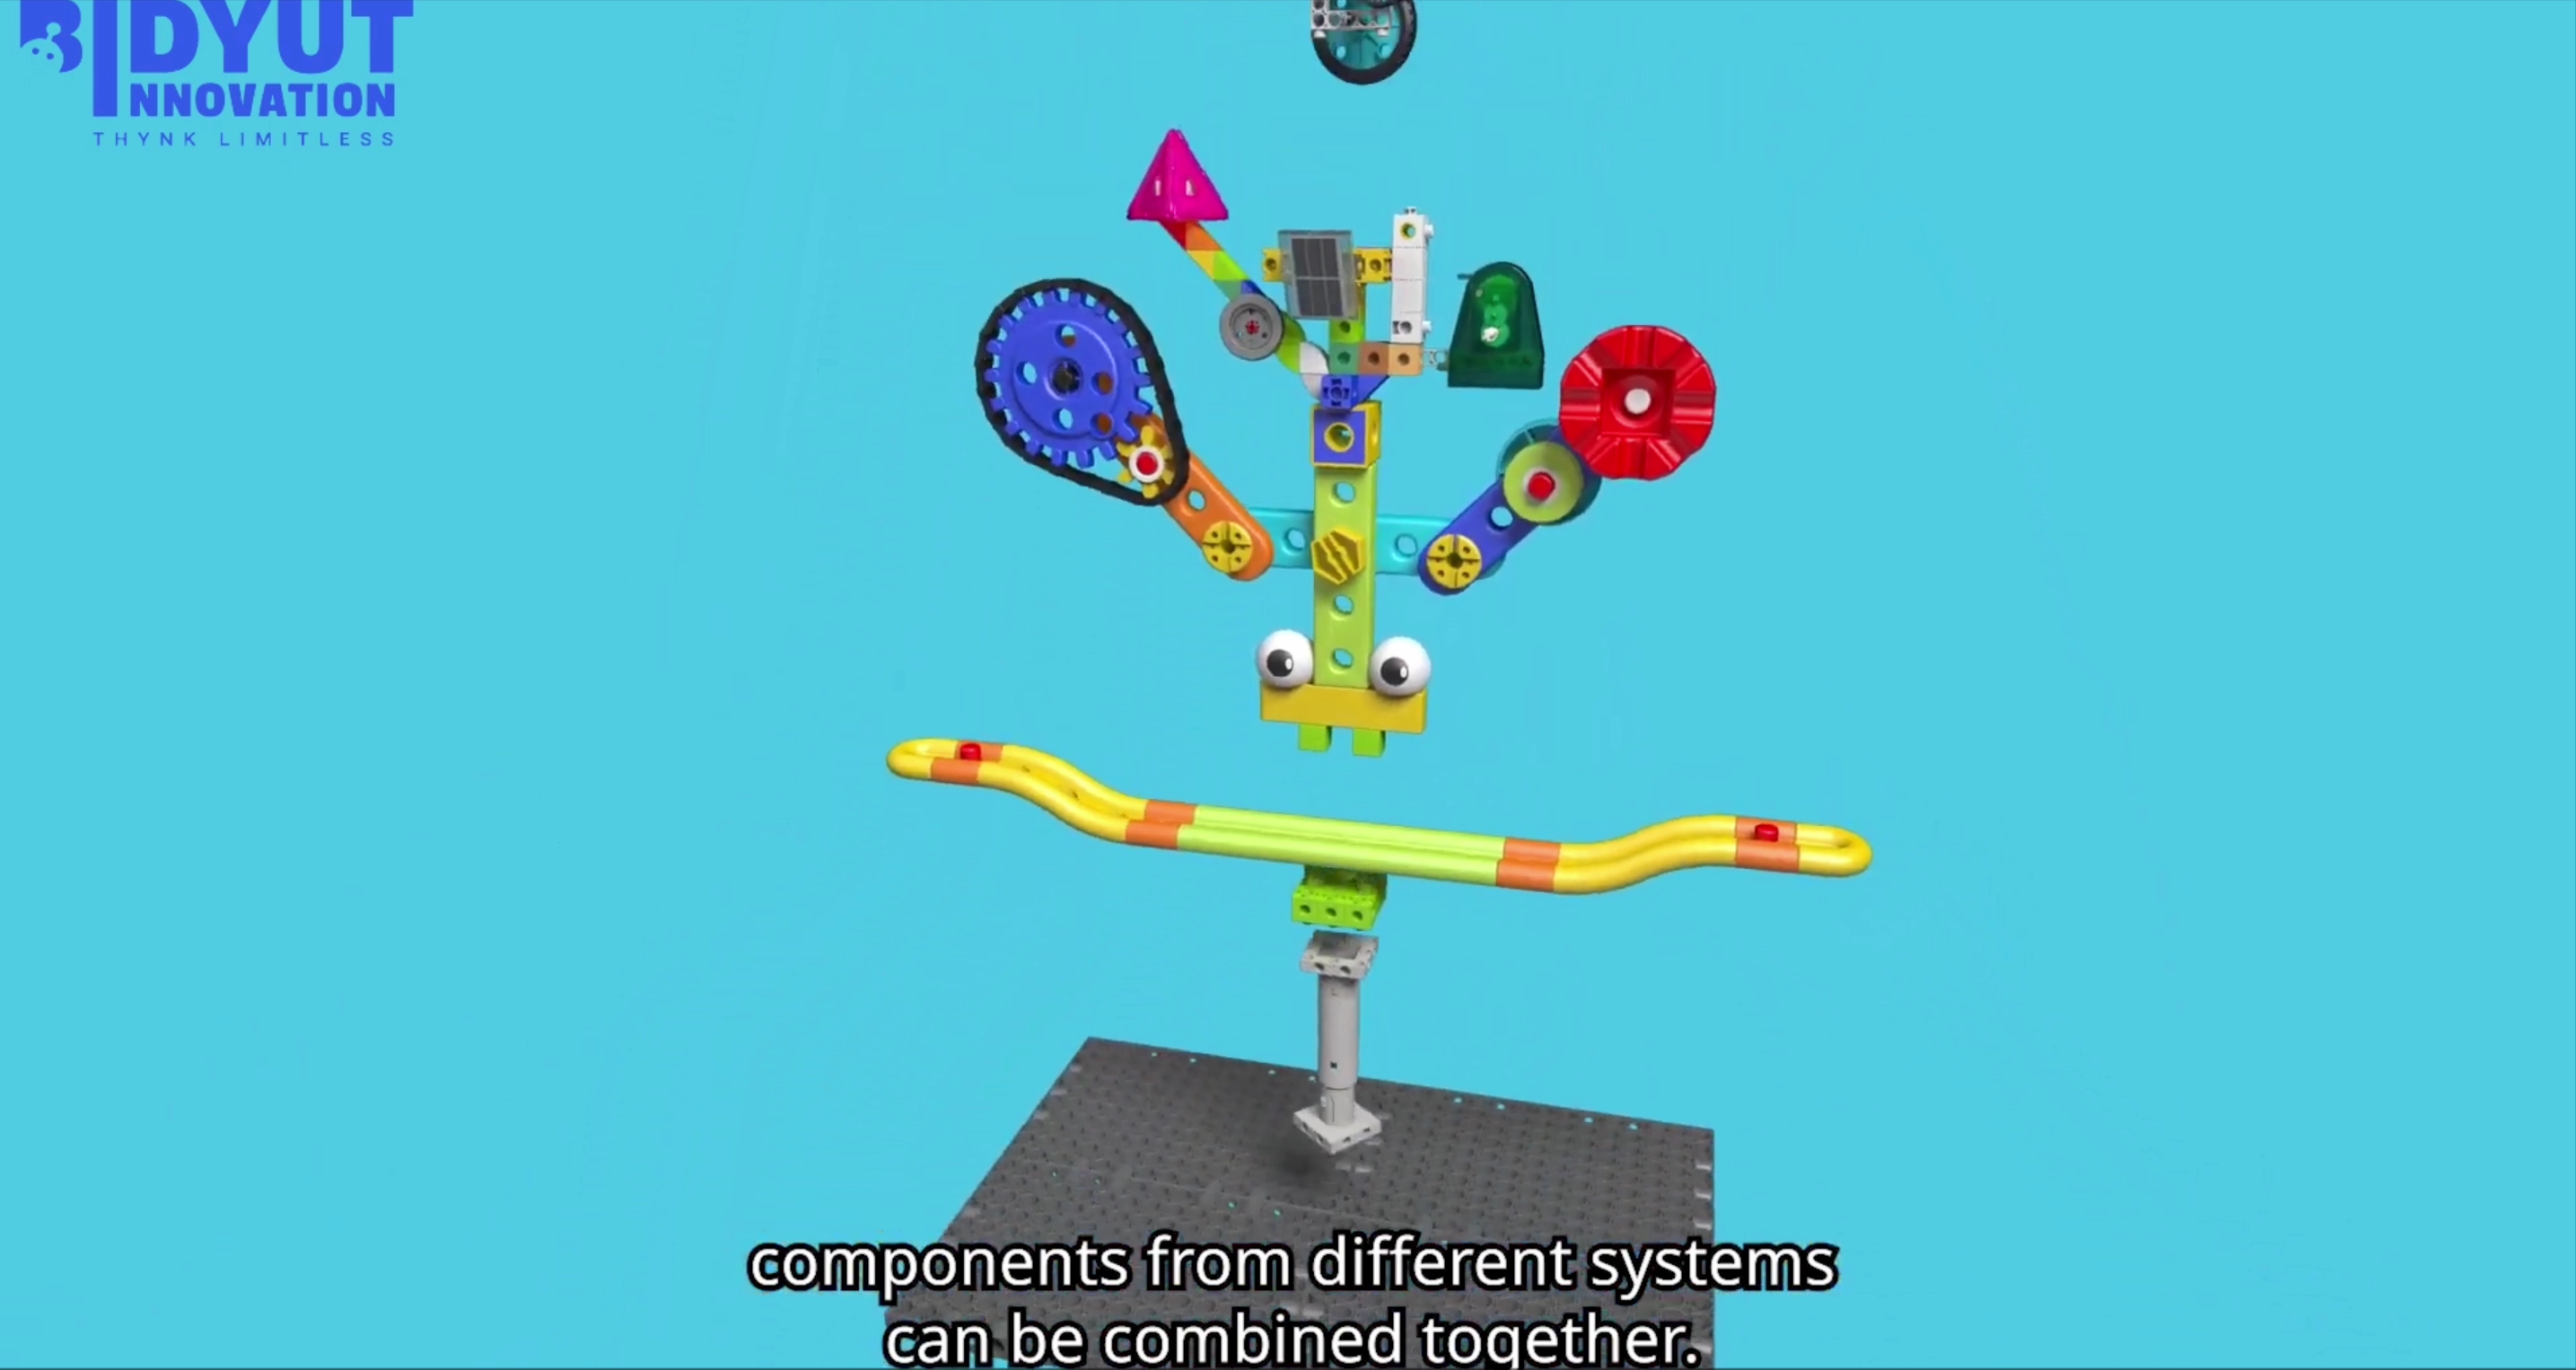 BIDYUT
INNOVATION
THYNK LIMITLESS
components from different systems
can be combined together.